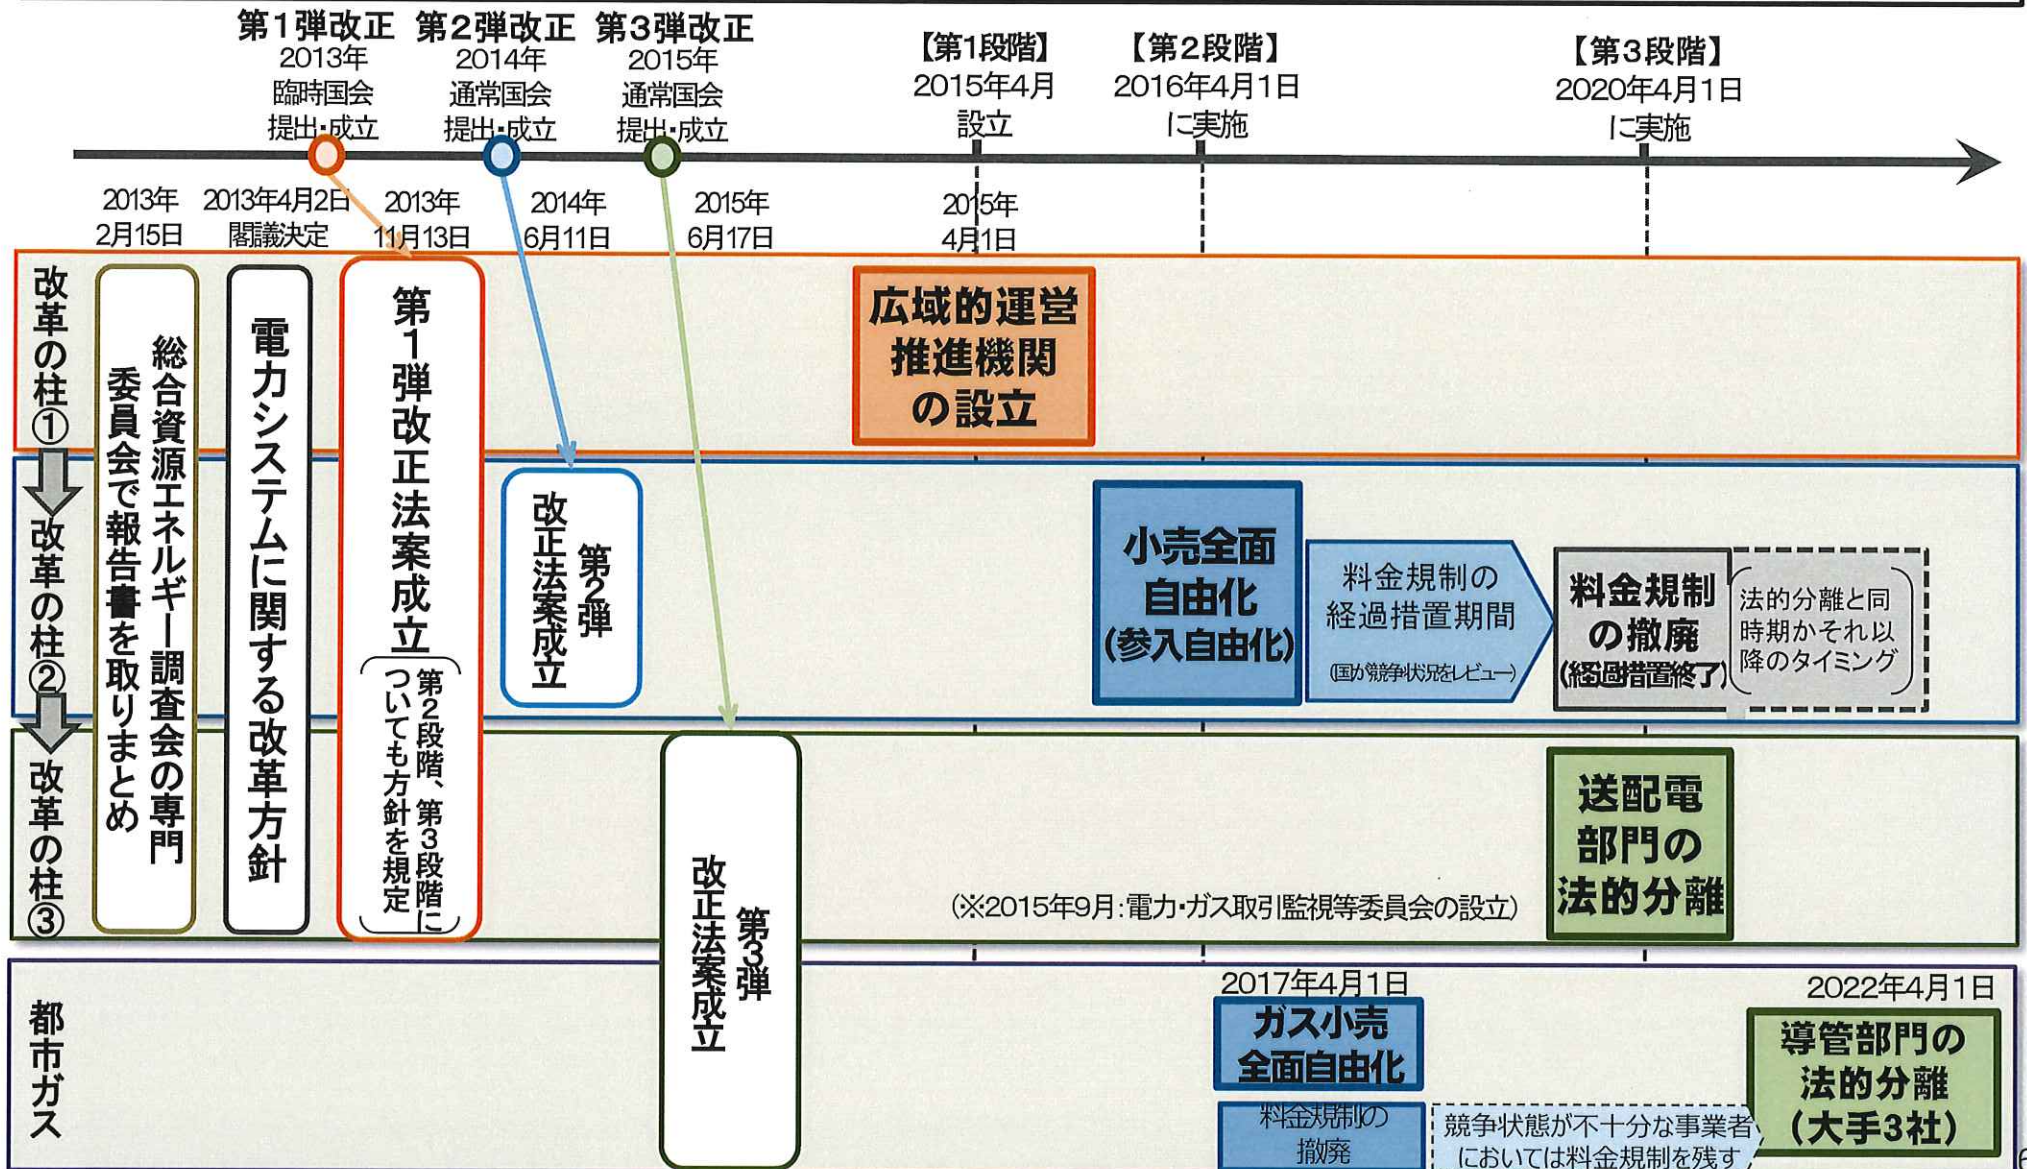 第1弾改正
2013年
臨時国会
提出・成立
第2弾改正
2014年
通常国会
提出・成立
第3弾改正
2015年
通常国会
提出・成立
【第1段階】
2015年4月
設立
【第2段階】
2016年4月1日
に実施
【第3段階】
2020年4月1日
に実施
2013年
2月15日
2013年4月2日
閣議決定
2013年
11月13日
2014年
6月11日
2015年
6月17日
2015年
4月1日
改革の柱①
改革の柱②
改革の柱③
総合資源エネルギー調査会の専門
委員会で報告書を取りまとめ
電力システムに関する改革方針
第1弾改正法案成立
第2段階、第3段階に
ついても方針を規定
広域的運営
推進機関
の設立
第2弾
改正法案成立
小売全面
自由化
(参入自由化)
料金規制の
経過措置期間
(国が競争状況をレビュー)
料金規制
の撤廃
(経過措置終了)
法的分離と同
時期かそれ以
降のタイミング
第3弾
改正法案成立
送配電
部門の
法的分離
(※2015年9月:電力・ガス取引監視等委員会の設立)
都市ガス
2017年4月1日
ガス小売
全面自由化
料金規制の
撤廃
競争状態が不十分な事業者
においては料金規制を残す
2022年4月1日
導管部門の
法的分離
(大手3社)